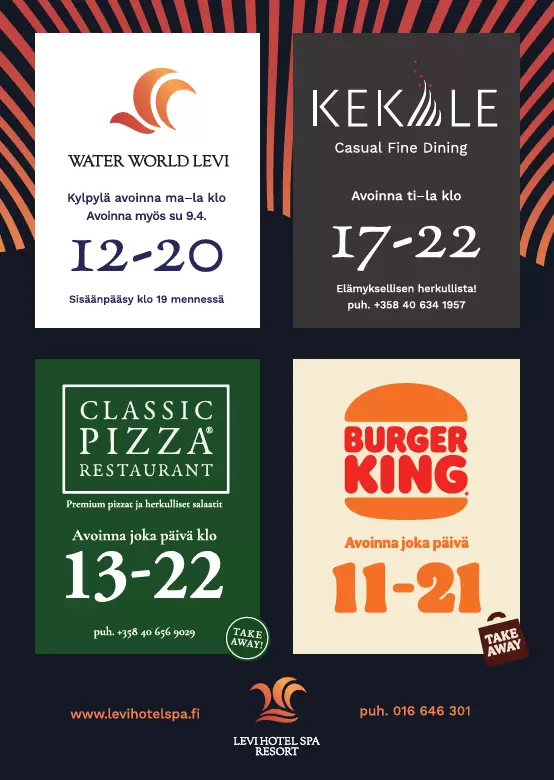 WATER WORLD LEVI
Kylpylä avoinna ma–la klo
Avoinna myös su 9.4.
12-20
Sisäänpääsy klo 19 mennessä
KEKÄLE
Casual Fine Dining
Avoinna ti–la klo
17-22
Elämyksellisen herkullista!
puh. +358 40 634 1957
CLASSIC
PIZZA®
RESTAURANT
Premium pizzat ja herkulliset salaatit
Avoinna joka päivä klo
13-22
puh. +358 40 656 9029
TAKE
AWAY!
BURGER
KING®
Avoinna joka päivä
11-21
TAKE
AWAY
www.levihotelspa.fi
LEVI HOTEL SPA
RESORT
puh. 016 646 301